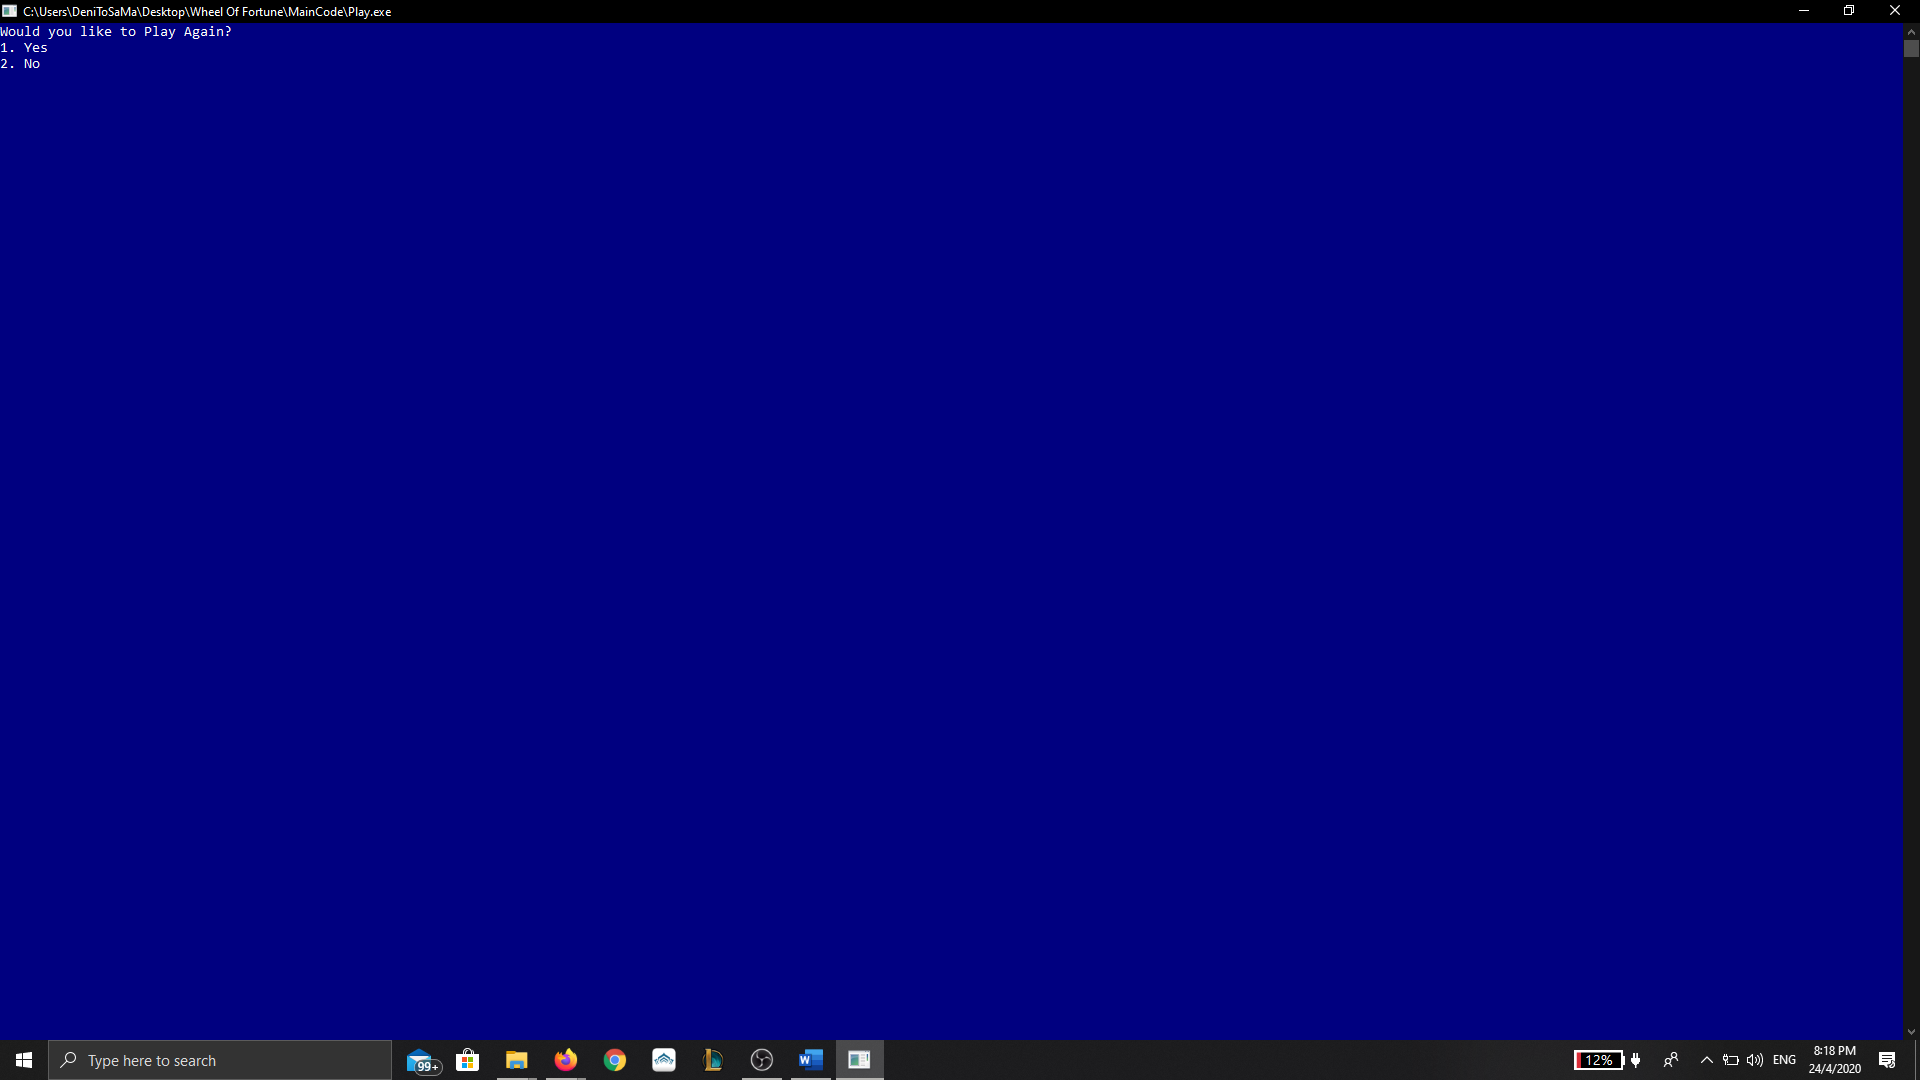 C:\Users\DeniToSaMa\Desktop\Wheel Of Fortune\MainCode\Play.exe
Would you like to Play Again?
1. Yes
2. No
Type here to search
99+
12%
ENG
8:18 PM
24/4/2020